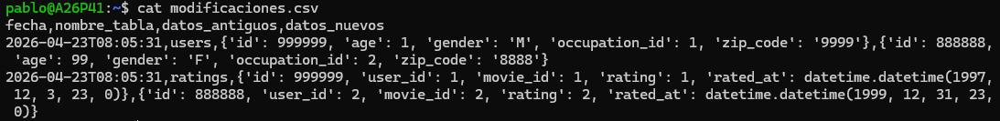 pablo@A26P41:~$ cat modificaciones.csv
fecha,nombre_tabla,datos_antiguos,datos_nuevos
2026-04-23T08:05:31,users,{'id': 999999, 'age': 1, 'gender': 'M', 'occupation_id': 1, 'zip_code': '9999'},{'id': 888888,
 'age': 99, 'gender': 'F', 'occupation_id': 2, 'zip_code': '8888'}
2026-04-23T08:05:31,ratings,{'id': 999999, 'user_id': 1, 'movie_id': 1, 'rating': 1, 'rated_at': datetime.datetime(1997,
 12, 3, 23, 0)},{'id': 888888, 'user_id': 2, 'movie_id': 2, 'rating': 2, 'rated_at': datetime.datetime(1999, 12, 31, 23,
 0)}